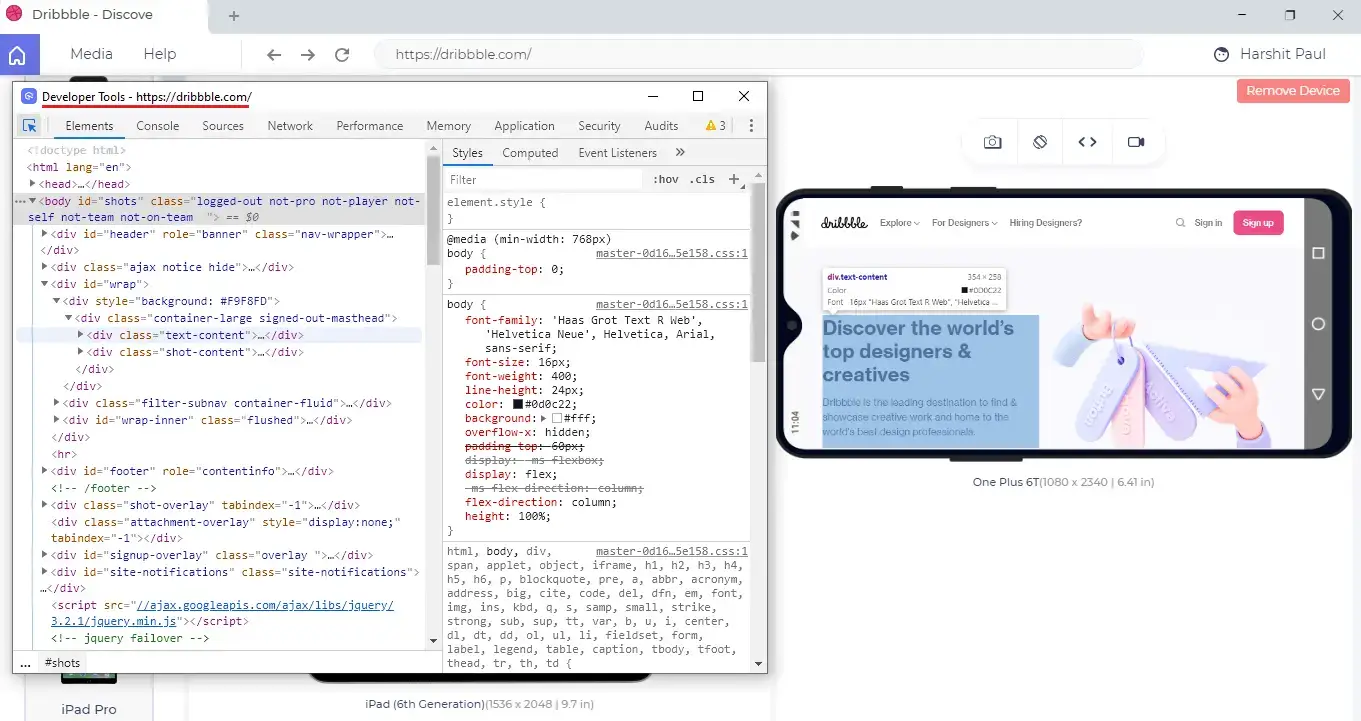 Dribbble - Discove
Media
Help
https://dribbble.com/
Harshit Paul
Remove Device
Developer Tools - https://dribbble.com/
Elements
Console
Sources
Network
Performance
Memory
Application
Security
Audits
3
<!doctype html>
<html lang="en">
<head>…</head>
<body id="shots" class="logged-out not-pro not-player not-
self not-team not-on-team  "> == $0
<div id="header" role="banner" class="nav-wrapper">…
</div>
<div class="ajax notice hide">…</div>
<div id="wrap">
<div style="background: #F9F8FD">
<div class="container-large signed-out-masthead">
<div class="text-content">…</div>
<div class="shot-content">…</div>
</div>
</div>
<div class="filter-subnav container-fluid">…</div>
<div id="wrap-inner" class="flushed">…</div>
</div>
<hr>
<div id="footer" role="contentinfo">…</div>
<!-- /footer -->
<div class="shot-overlay" tabindex="-1">…</div>
<div class="attachment-overlay" style="display:none;"
tabindex="-1"></div>
<div id="signup-overlay" class="overlay ">…</div>
<div id="site-notifications" class="site-notifications">
…</div>
<script src="//ajax.googleapis.com/ajax/libs/jquery/
3.2.1/jquery.min.js"></script>
<!-- jquery failover -->
... #shots
Styles
Computed
Event Listeners
»
Filter
:hov .cls +
element.style {
}
@media (min-width: 768px)
body { master-0d16…5e158.css:1
padding-top: 0;
}
body { master-0d16…5e158.css:1
font-family: 'Haas Grot Text R Web',
'Helvetica Neue', Helvetica, Arial,
sans-serif;
font-size: 16px;
font-weight: 400;
line-height: 24px;
color: #0d0c22;
background: #fff;
overflow-x: hidden;
padding-top: 60px;
display: -ms-flexbox;
display: flex;
-ms-flex-direction: column;
flex-direction: column;
height: 100%;
}
html, body, div, master-0d16…5e158.css:1
span, applet, object, iframe, h1, h2, h3, h4,
h5, h6, p, blockquote, pre, a, abbr, acronym,
address, big, cite, code, del, dfn, em, font,
img, ins, kbd, q, s, samp, small, strike,
strong, sub, sup, tt, var, b, u, i, center,
dl, dt, dd, ol, ul, li, fieldset, form,
label, legend, table, caption, tbody, tfoot,
thead, tr, th, td {
dribbble
Explore
For Designers
Hiring Designers?
Sign in
Sign up
div.text-content 354 × 258
Color #0D0C22
Font 16px "Haas Grot Text R Web", "Helvetica ...
Discover the world's
top designers &
creatives
Dribbble is the leading destination to find &
showcase creative work and home to the
world's best design professionals.
11:04
One Plus 6T(1080 x 2340 | 6.41 in)
iPad Pro
iPad (6th Generation)(1536 x 2048 | 9.7 in)